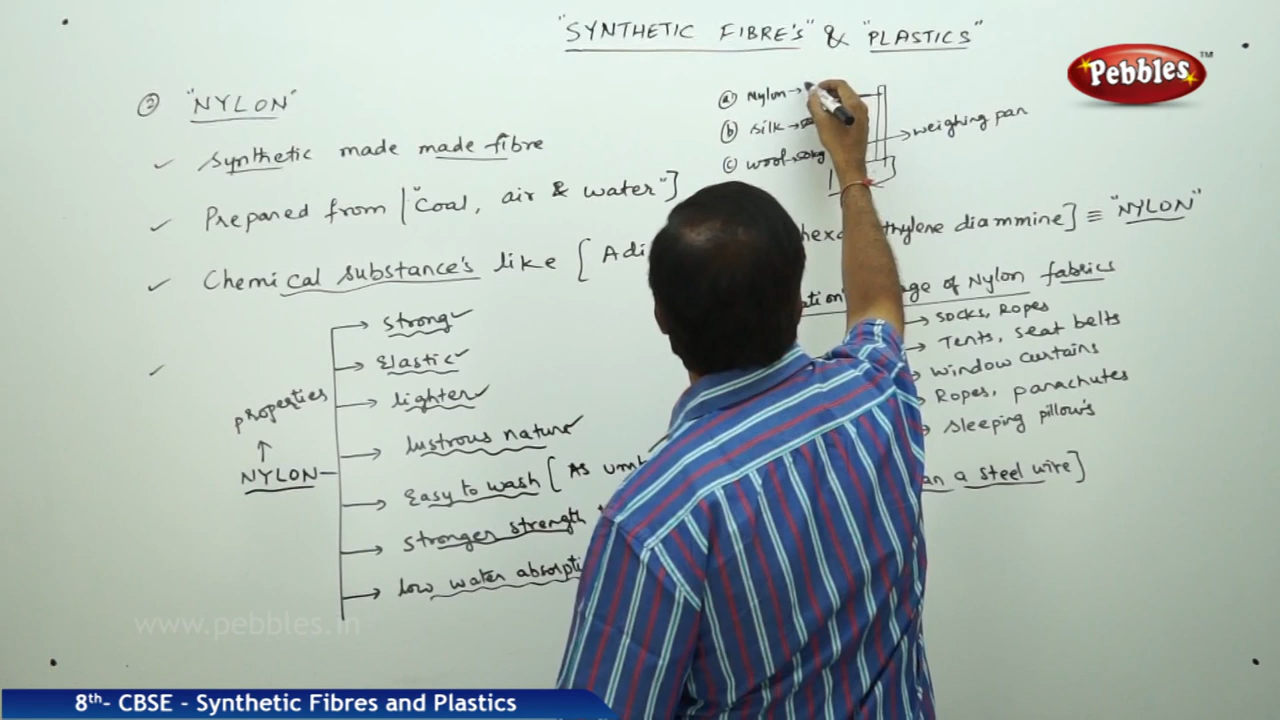 "SYNTHETIC FIBRE's" & "PLASTICS"
Pebbles TM
② "NYLON"
ⓐ Nylon→
synthetic made made fibre
ⓑ silk→
weighing pan
ⓒ wool→50kg
Prepared from ["Coal, air & water"]
Chemical substance's like [Adi
thylene diammine] ≡ "NYLON"
age of Nylon fabrics
strong
socks, Ropes
Elastic
Tents, seat belts
lighter
window curtains
properties
Ropes, parachutes
lustrous nature
sleeping pillow's
NYLON
Easy to wash [As
an a steel wire]
stronger strength
low water
www.pebbles.in
8th- CBSE - Synthetic Fibres and Plastics